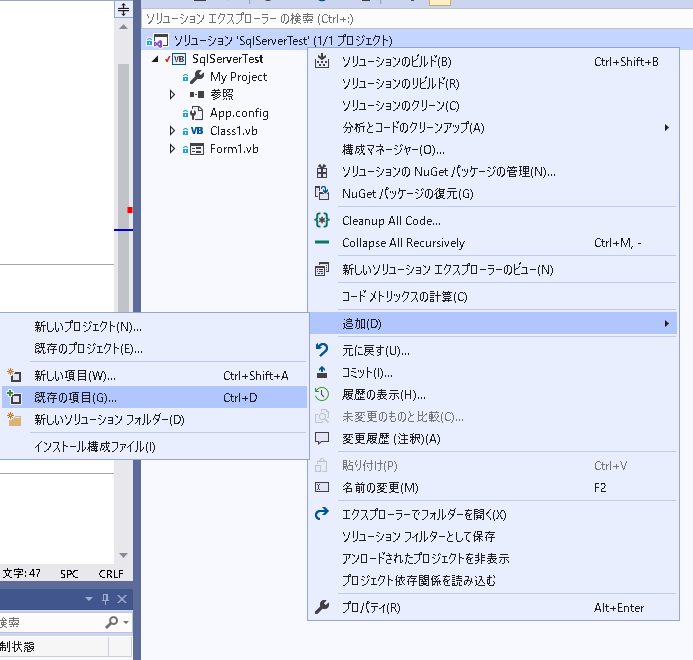 ソリューション エクスプローラー の検索 (Ctrl+:)
ソリューション 'SqlServerTest' (1/1 プロジェクト)
SqlServerTest
My Project
参照
App.config
Class1.vb
Form1.vb
ソリューションのビルド(B) Ctrl+Shift+B
ソリューションのリビルド(R)
ソリューションのクリーン(C)
分析とコードのクリーンアップ(A)
構成マネージャー(O)...
ソリューションの NuGet パッケージの管理(N)...
NuGet パッケージの復元(G)
Cleanup All Code...
Collapse All Recursively Ctrl+M, -
新しいソリューション エクスプローラーのビュー(N)
コード メトリックスの計算(C)
追加(D)
元に戻す(U)...
コミット(I)...
履歴の表示(H)...
未変更のものと比較(C)...
変更履歴 (注釈)(A)
貼り付け(P) Ctrl+V
名前の変更(M) F2
エクスプローラーでフォルダーを開く(X)
ソリューション フィルターとして保存
アンロードされたプロジェクトを非表示
プロジェクト依存関係を読み込む
プロパティ(R) Alt+Enter
新しいプロジェクト(N)...
既存のプロジェクト(E)...
新しい項目(W)... Ctrl+Shift+A
既存の項目(G)... Ctrl+D
新しいソリューション フォルダー(D)
インストール構成ファイル(I)
文字: 47 SPC CRLF
検索
制状態